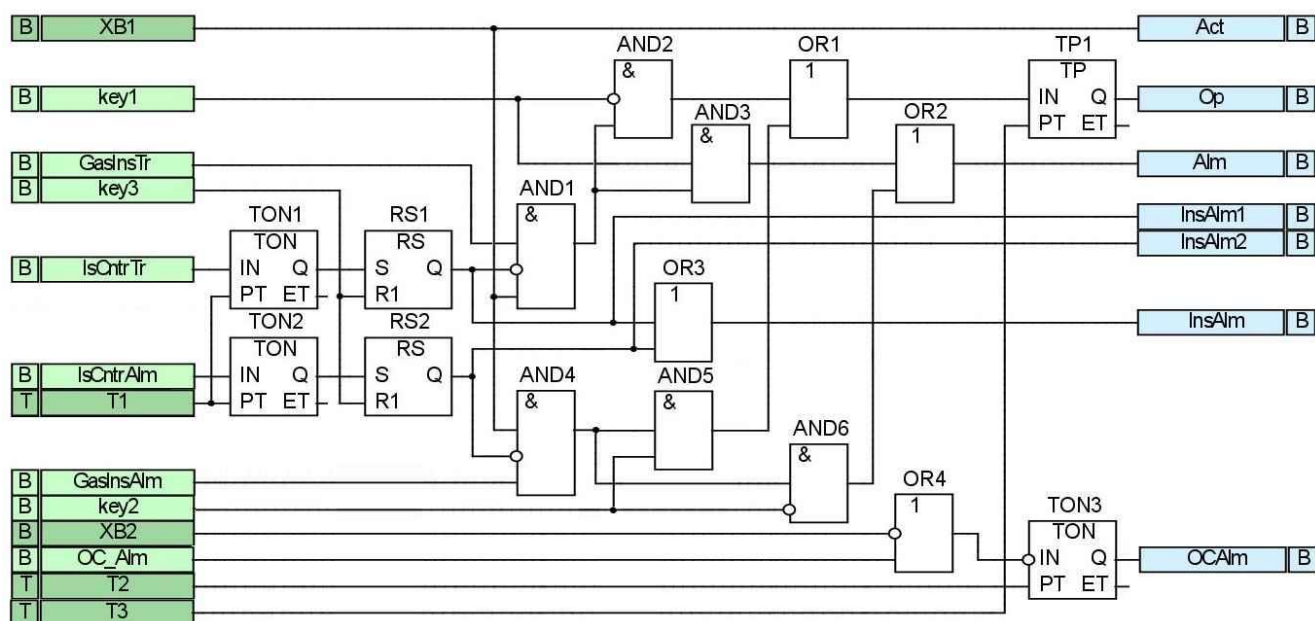 B XB1 Act B
AND2 OR1 TP1
& 1 TP
B key1 IN Q Op B
AND3 OR2 PT ET
& 1
B GasInsTr Alm B
B key3
AND1
TON1 RS1 & InsAlm1 B
TON RS InsAlm2 B
B IsCntrTr IN Q S Q OR3
PT ET R1 1
TON2 RS2 InsAlm B
TON RS
B IsCntrAlm IN Q S Q AND4 AND5
B T1 PT ET R1 & &
AND6
&
B GasInsAlm OR4
B key2 1 TON3
B XB2 TON
B OC_Alm IN Q OCAlm B
T T2 PT ET
T T3